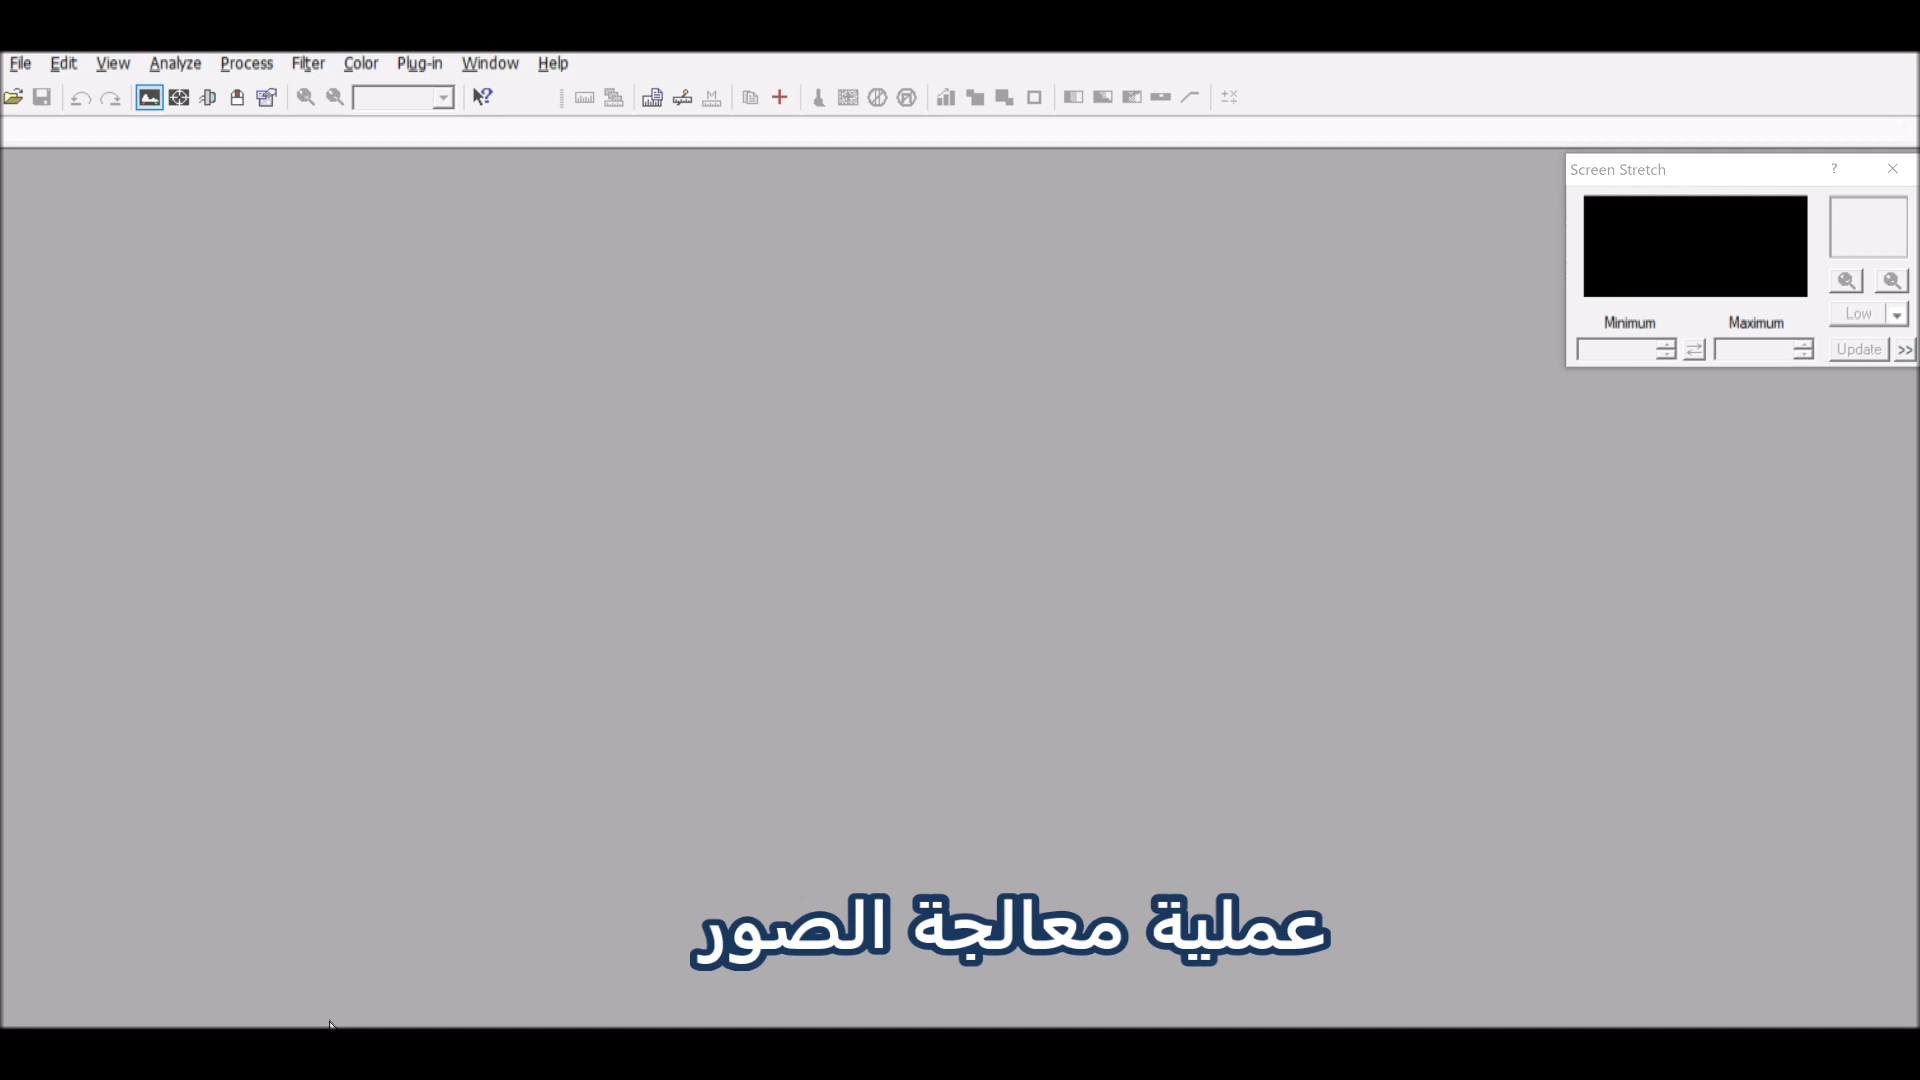 File Edit View Analyze Process Filter Color Plug-in Window Help
Screen Stretch
Minimum Maximum
Low
Update >>
عملية معالجة الصور